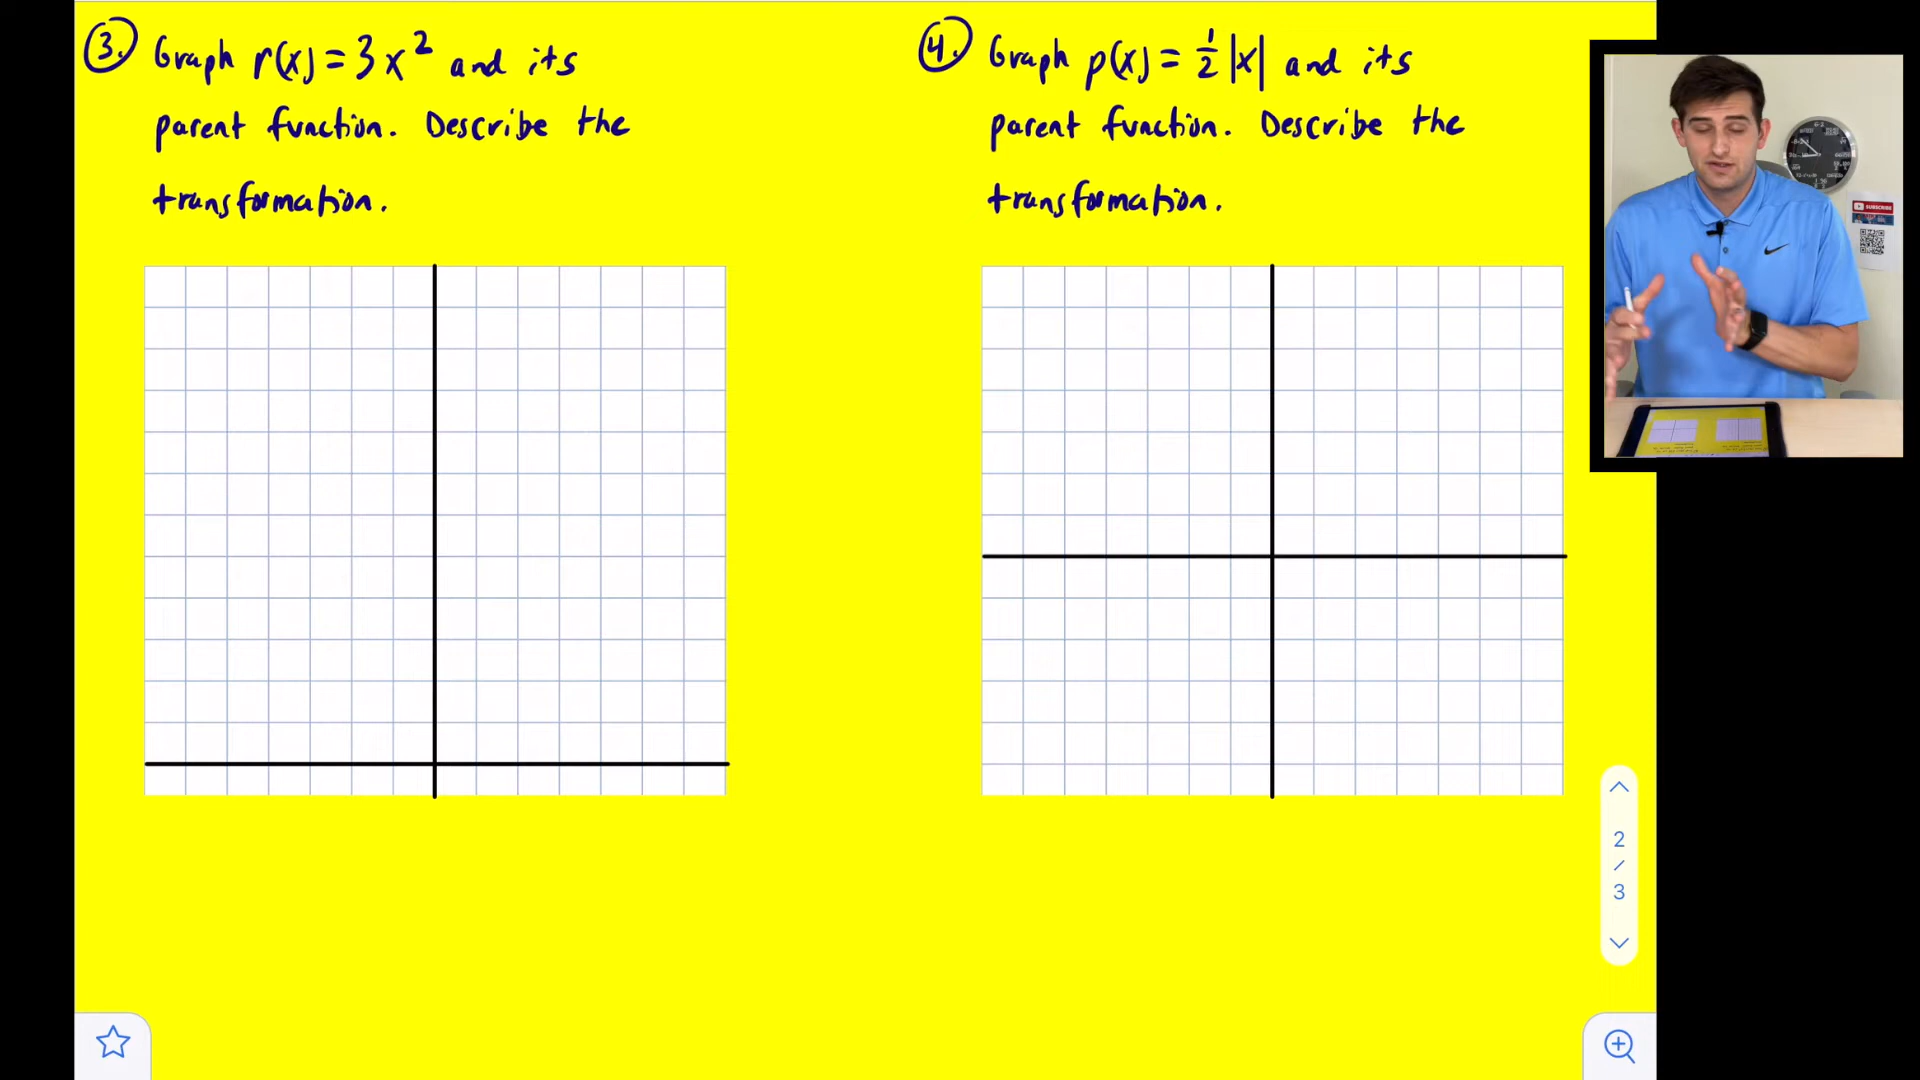 3. Graph r(x) = 3x² and its
parent function. Describe the
transformation.
4. Graph p(x) = 1/2 |x| and its
parent function. Describe the
transformation.
SUBSCRIBE
2
/
3